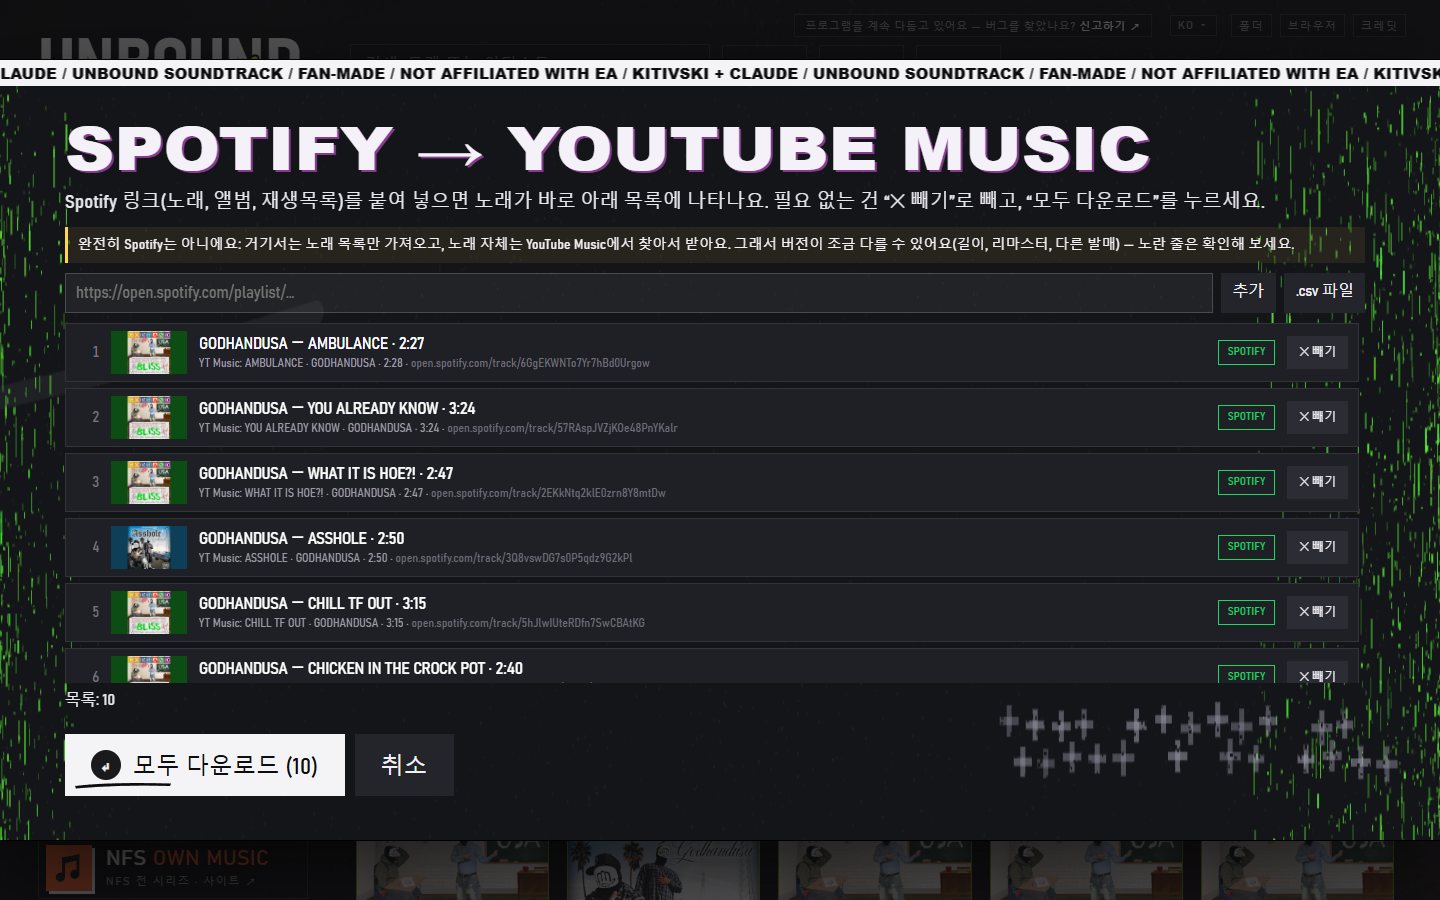 프로그램을 계속 다듬고 있어요 — 버그를 찾았나요? 신고하기 ↗
KO
폴더
브라우저
크레딧
UNBOUND
LAUDE / UNBOUND SOUNDTRACK / FAN-MADE / NOT AFFILIATED WITH EA / KITIVSKI + CLAUDE / UNBOUND SOUNDTRACK / FAN-MADE / NOT AFFILIATED WITH EA / KITIVSK
SPOTIFY → YOUTUBE MUSIC
Spotify 링크(노래, 앨범, 재생목록)를 붙여 넣으면 노래가 바로 아래 목록에 나타나요. 필요 없는 건 “✕ 빼기”로 빼고, “모두 다운로드”를 누르세요.
완전히 Spotify는 아니에요: 거기서는 노래 목록만 가져오고, 노래 자체는 YouTube Music에서 찾아서 받아요. 그래서 버전이 조금 다를 수 있어요(길이, 리마스터, 다른 발매) — 노란 줄은 확인해 보세요.
https://open.spotify.com/playlist/…
추가
.csv 파일
1
GODHANDUSA — AMBULANCE · 2:27
YT Music: AMBULANCE · GODHANDUSA · 2:28 · open.spotify.com/track/6GgEKWNTo7Yr7hBd0Urgow
SPOTIFY
✕ 빼기
2
GODHANDUSA — YOU ALREADY KNOW · 3:24
YT Music: YOU ALREADY KNOW · GODHANDUSA · 3:24 · open.spotify.com/track/57RAspJVZjKOe48PnYKalr
SPOTIFY
✕ 빼기
3
GODHANDUSA — WHAT IT IS HOE?! · 2:47
YT Music: WHAT IT IS HOE?! · GODHANDUSA · 2:47 · open.spotify.com/track/2EKkNtq2klE0zrn8Y8mtDw
SPOTIFY
✕ 빼기
4
GODHANDUSA — ASSHOLE · 2:50
YT Music: ASSHOLE · GODHANDUSA · 2:50 · open.spotify.com/track/3Q8vswDG7s0P5qdz9G2kPl
SPOTIFY
✕ 빼기
5
GODHANDUSA — CHILL TF OUT · 3:15
YT Music: CHILL TF OUT · GODHANDUSA · 3:15 · open.spotify.com/track/5hJlwIUteRDfn7SwCBAtKG
SPOTIFY
✕ 빼기
6
GODHANDUSA — CHICKEN IN THE CROCK POT · 2:40
SPOTIFY
✕ 빼기
목록: 10
모두 다운로드 (10)
취소
NFS OWN MUSIC
NFS 전 시리즈 · 사이트 ↗